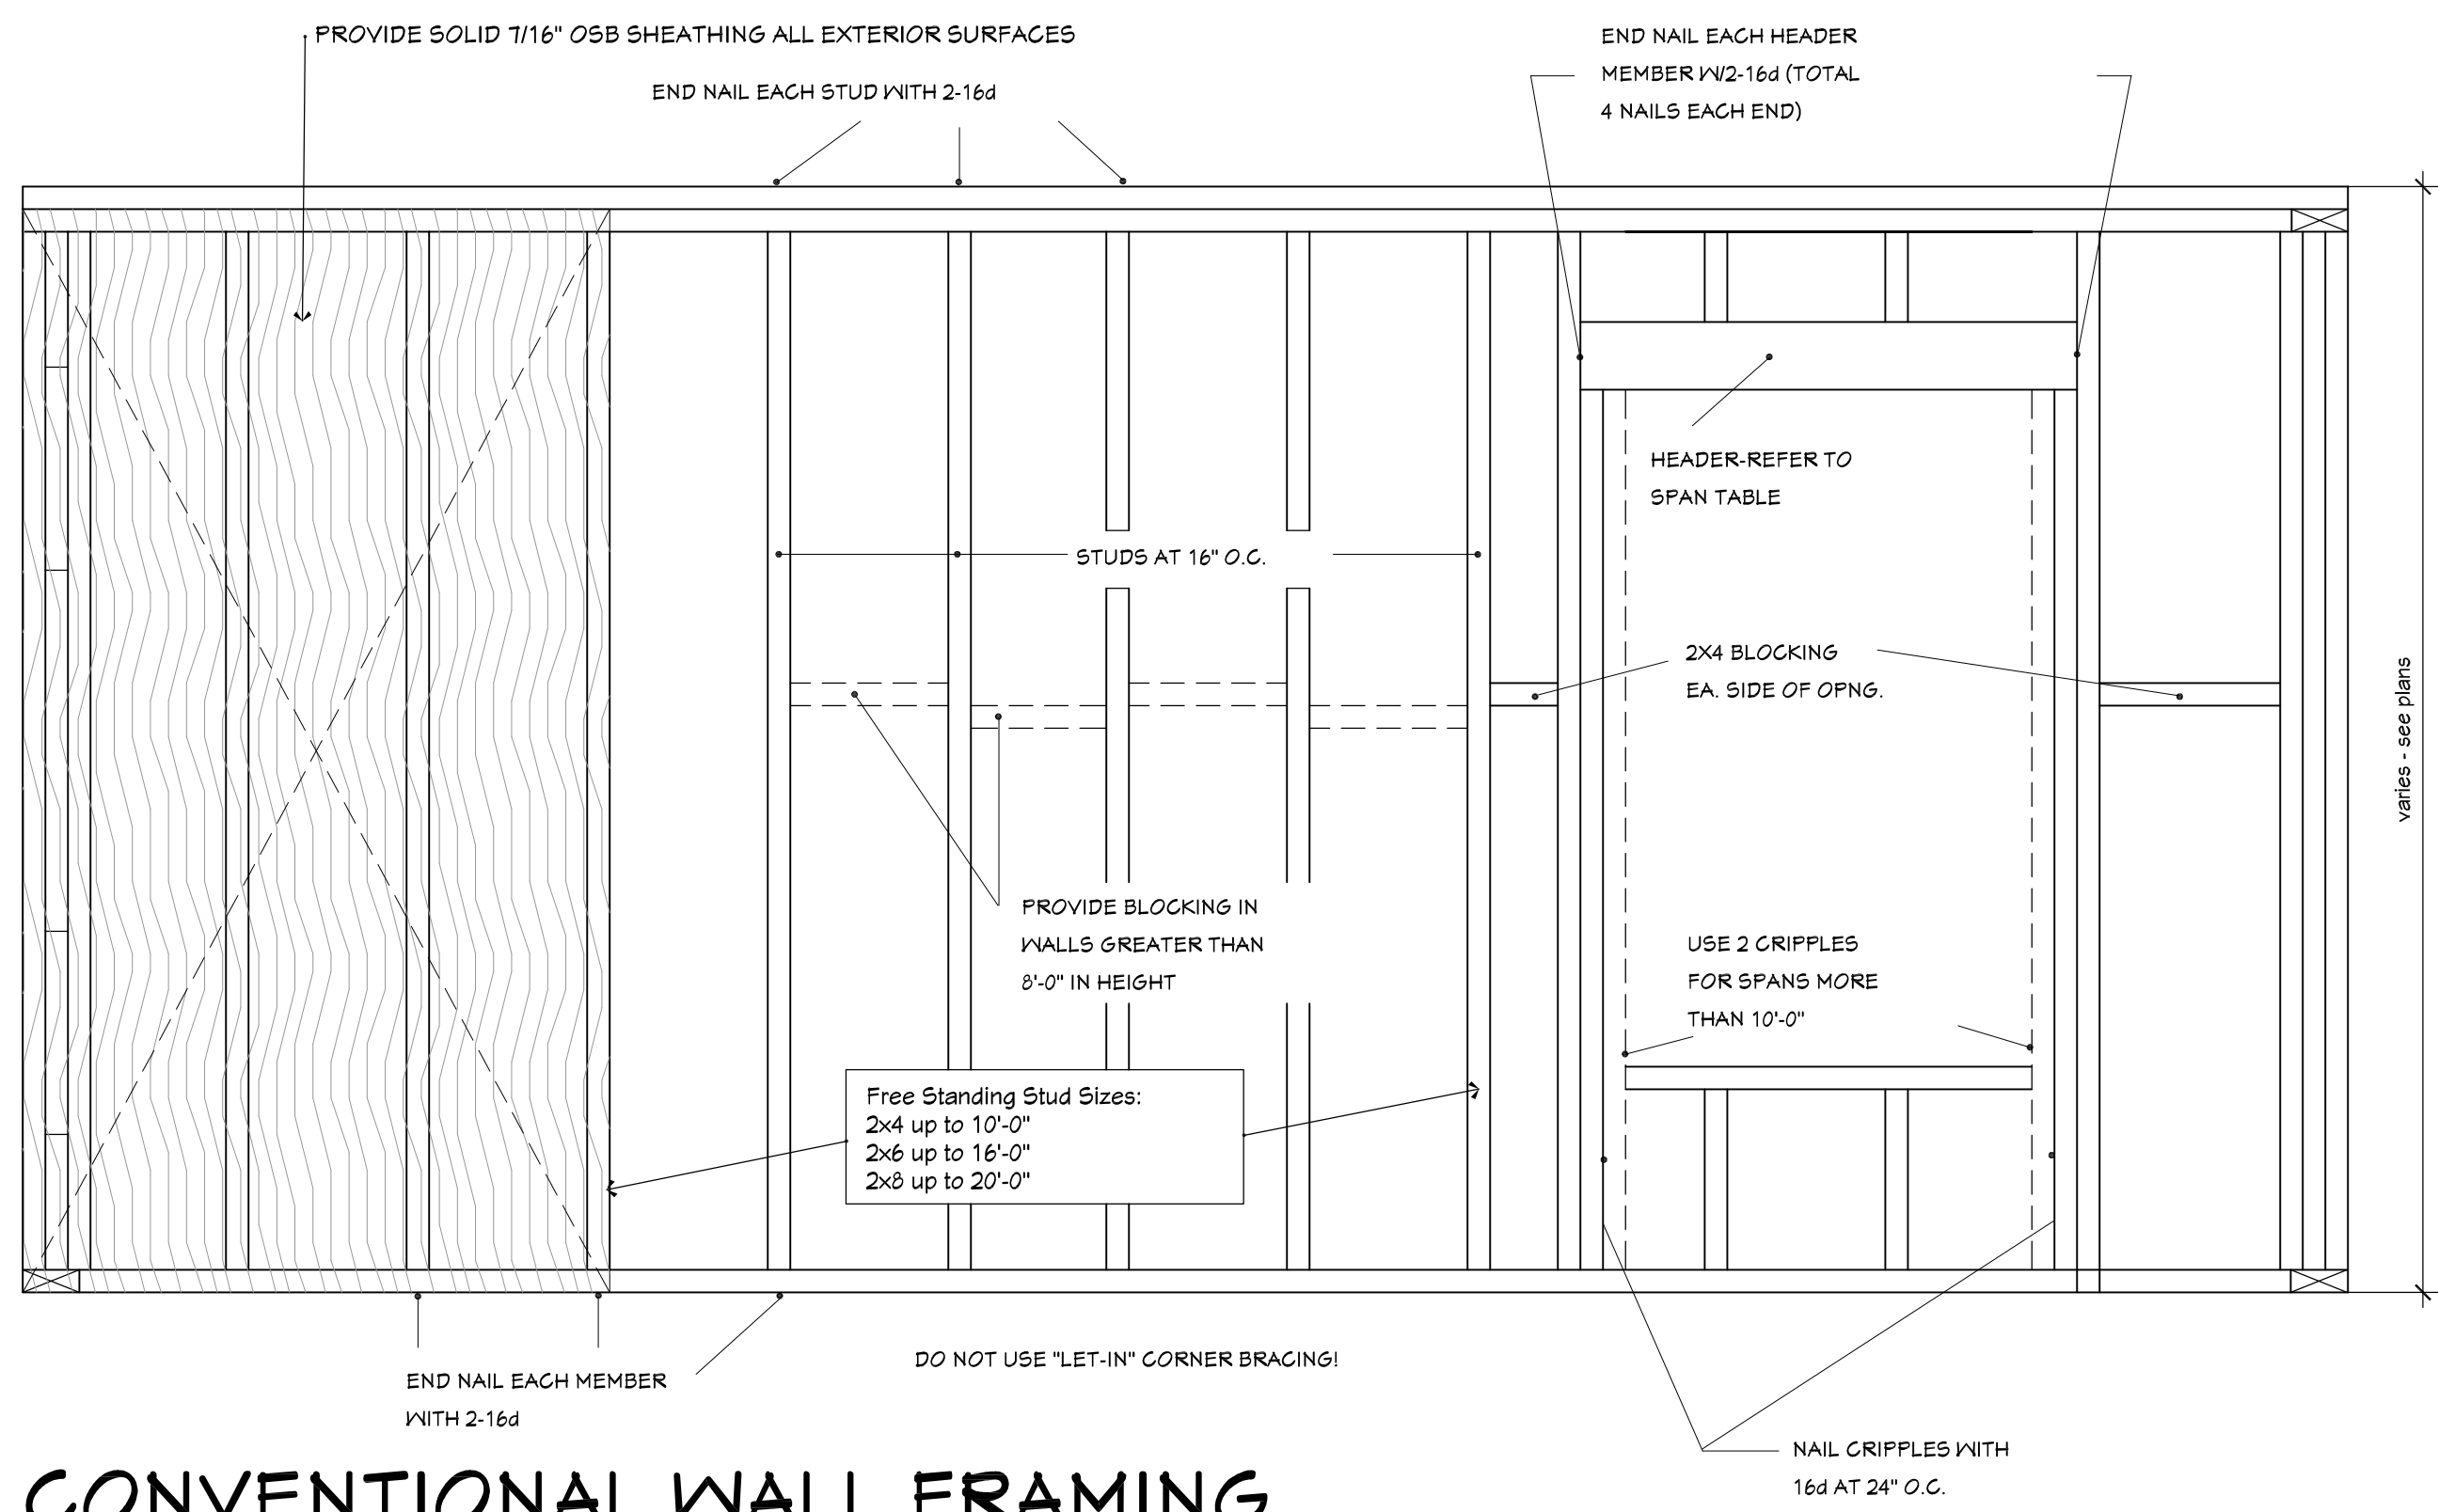 PROVIDE SOLID 7/16" OSB SHEATHING ALL EXTERIOR SURFACES
END NAIL EACH STUD WITH 2-16d
END NAIL EACH HEADER
MEMBER W/2-16d (TOTAL
4 NAILS EACH END)
HEADER-REFER TO
SPAN TABLE
STUDS AT 16" O.C.
2X4 BLOCKING
EA. SIDE OF OPNG.
varies - see plans
PROVIDE BLOCKING IN
WALLS GREATER THAN
8'-0" IN HEIGHT
USE 2 CRIPPLES
FOR SPANS MORE
THAN 10'-0"
Free Standing Stud Sizes:
2x4 up to 10'-0"
2x6 up to 16'-0"
2x8 up to 20'-0"
DO NOT USE "LET-IN" CORNER BRACING!
END NAIL EACH MEMBER
WITH 2-16d
NAIL CRIPPLES WITH
16d AT 24" O.C.
CONVENTIONAL WALL FRAMING